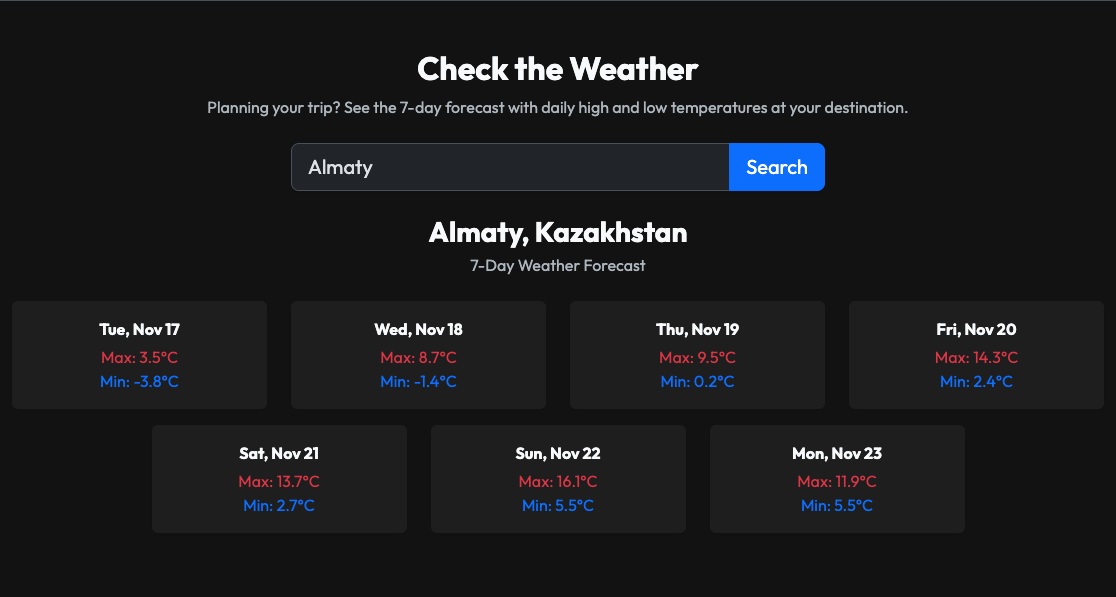 Check the Weather
Planning your trip? See the 7-day forecast with daily high and low temperatures at your destination.
Almaty
Search
Almaty, Kazakhstan
7-Day Weather Forecast
Tue, Nov 17
Max: 3.5°C
Min: -3.8°C
Wed, Nov 18
Max: 8.7°C
Min: -1.4°C
Thu, Nov 19
Max: 9.5°C
Min: 0.2°C
Fri, Nov 20
Max: 14.3°C
Min: 2.4°C
Sat, Nov 21
Max: 13.7°C
Min: 2.7°C
Sun, Nov 22
Max: 16.1°C
Min: 5.5°C
Mon, Nov 23
Max: 11.9°C
Min: 5.5°C